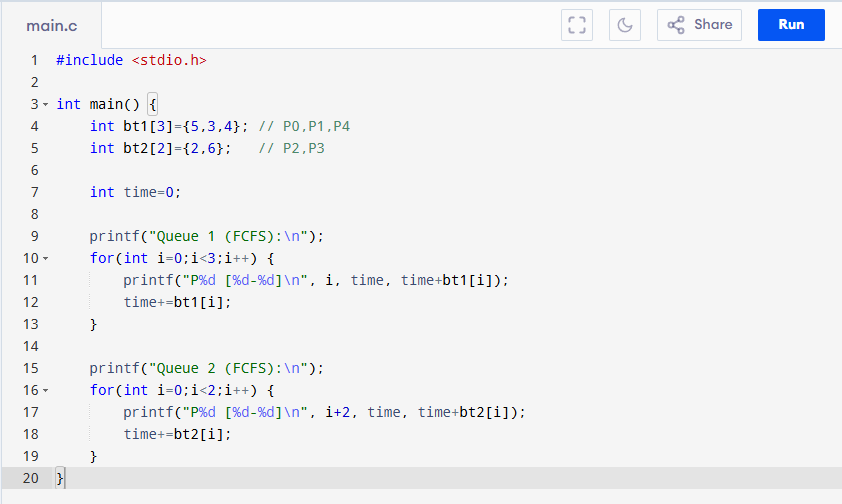 main.c
Share
Run
1 #include <stdio.h>
2
3 int main() {
4     int bt1[3]={5,3,4}; // P0,P1,P4
5     int bt2[2]={2,6};   // P2,P3
6
7     int time=0;
8
9     printf("Queue 1 (FCFS):\n");
10     for(int i=0;i<3;i++) {
11         printf("P%d [%d-%d]\n", i, time, time+bt1[i]);
12         time+=bt1[i];
13     }
14
15     printf("Queue 2 (FCFS):\n");
16     for(int i=0;i<2;i++) {
17         printf("P%d [%d-%d]\n", i+2, time, time+bt2[i]);
18         time+=bt2[i];
19     }
20 }